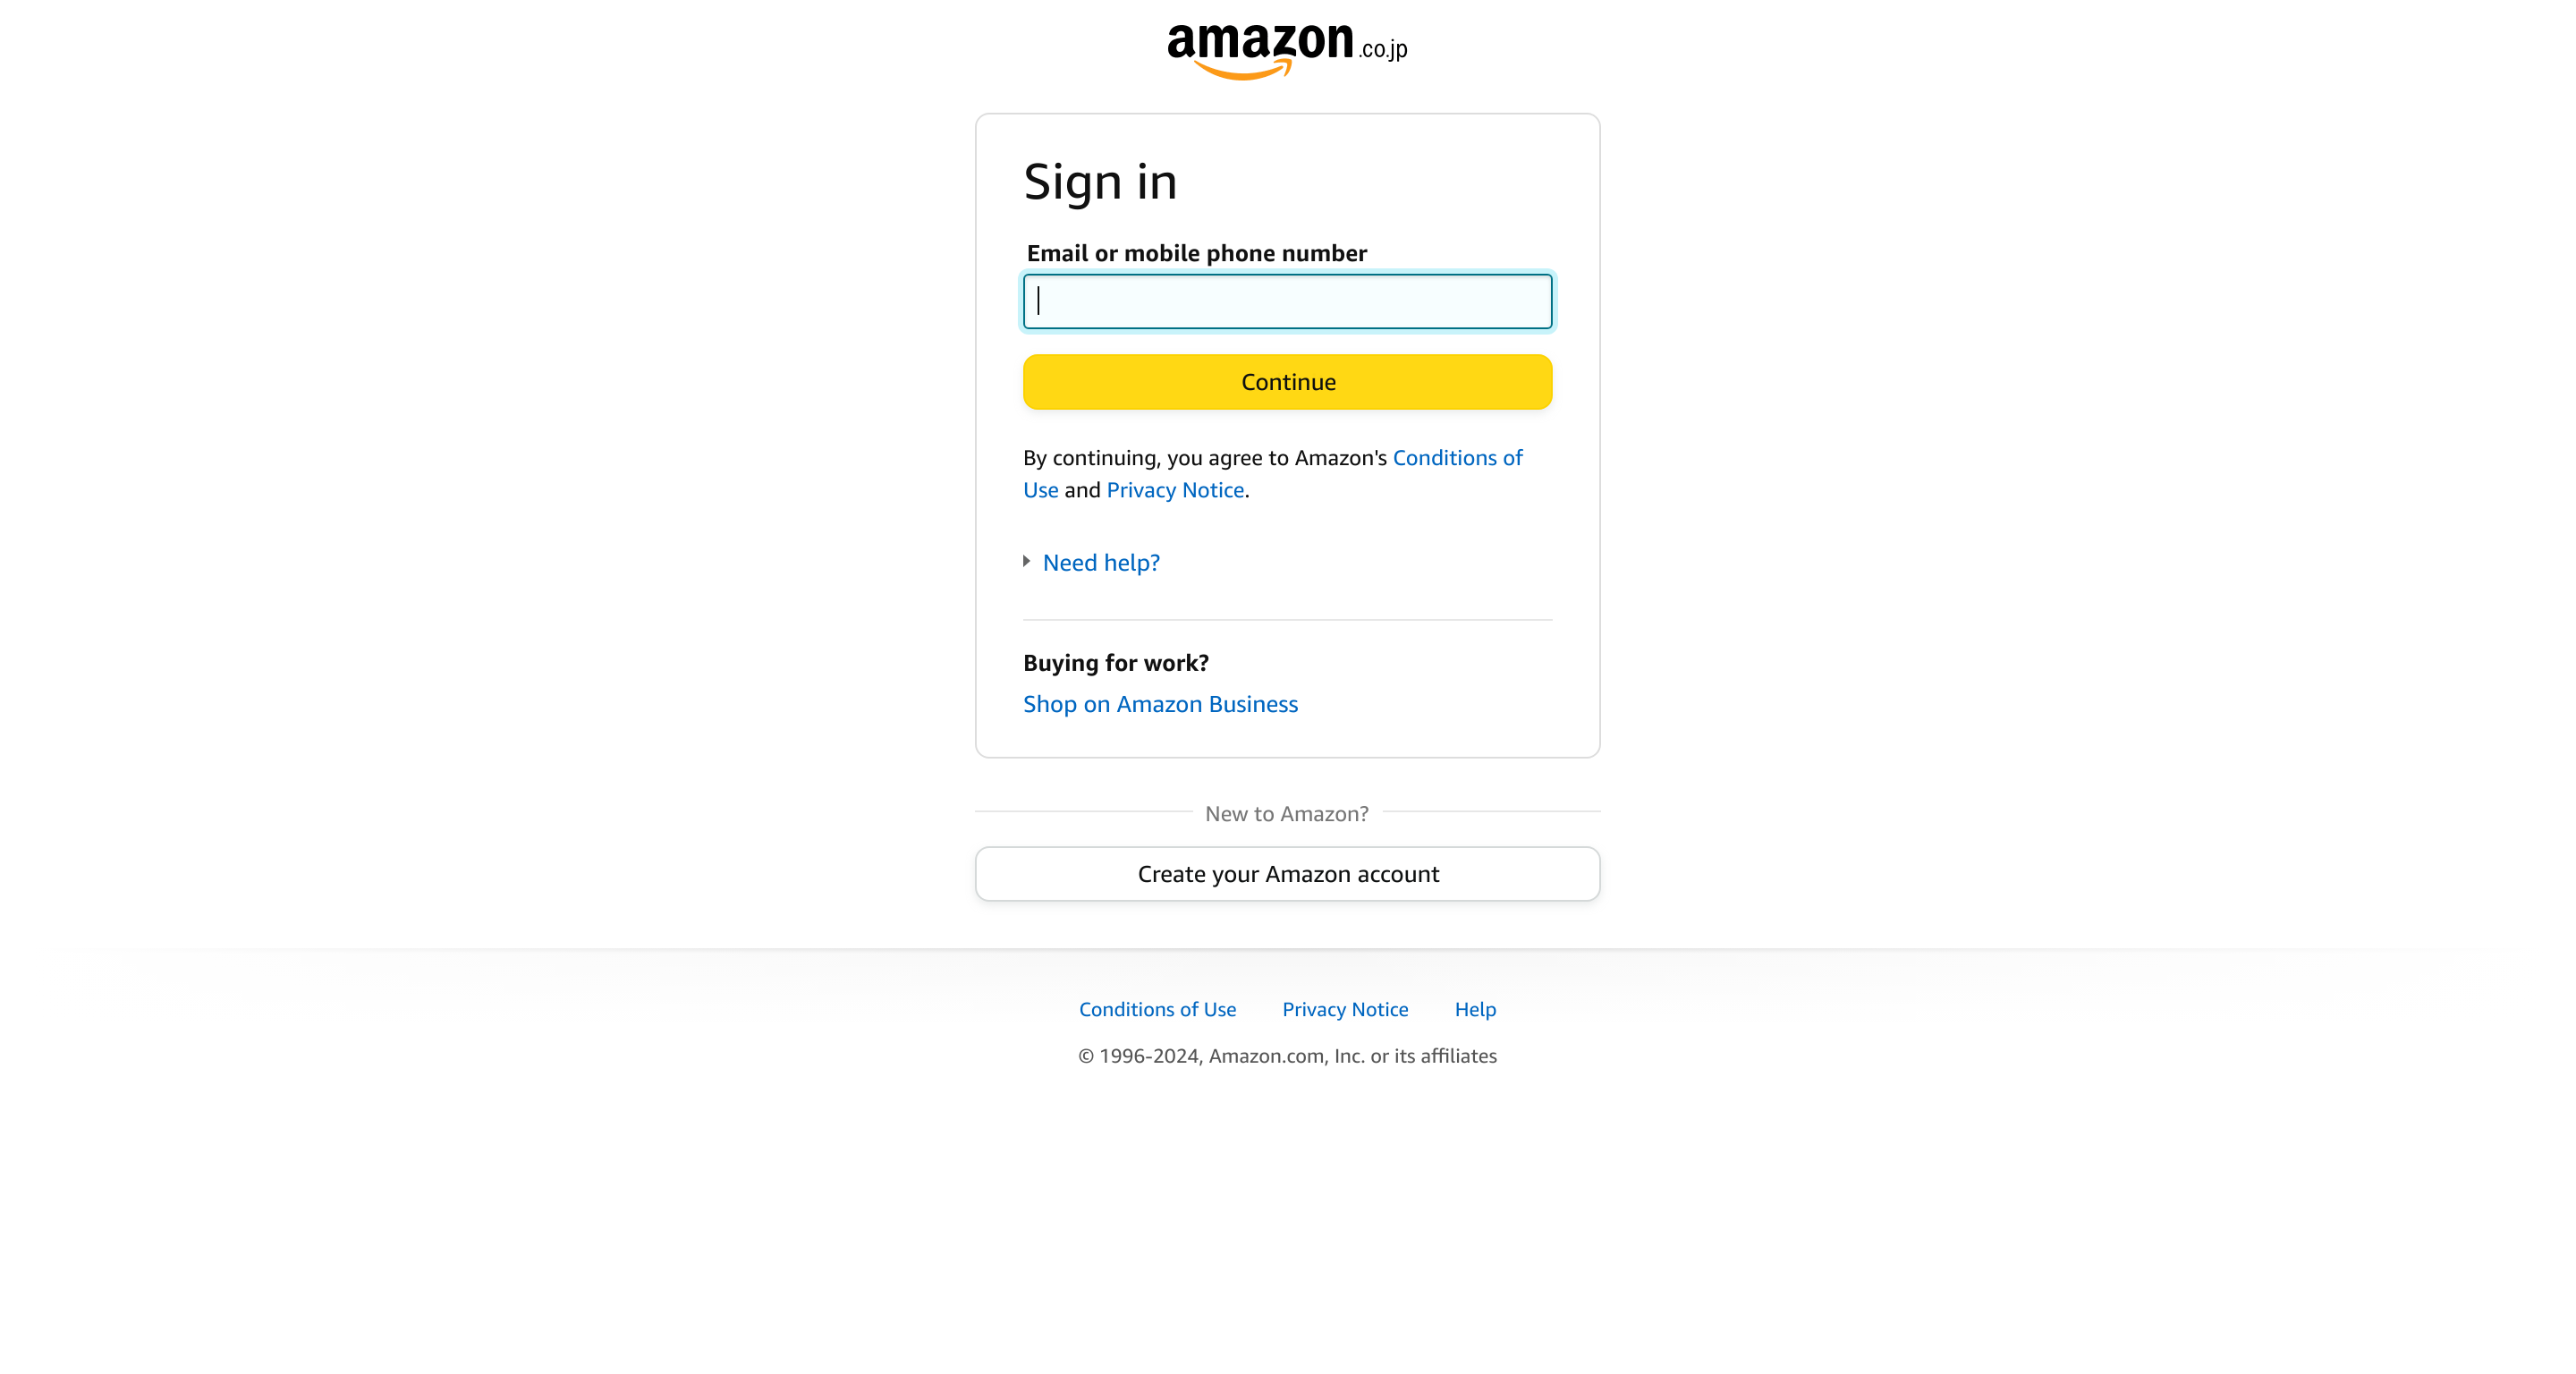 amazon.co.jp
Sign in
Email or mobile phone number
Continue
By continuing, you agree to Amazon's Conditions of
Use and Privacy Notice.
Need help?
Buying for work?
Shop on Amazon Business
New to Amazon?
Create your Amazon account
Conditions of Use Privacy Notice Help
© 1996-2024, Amazon.com, Inc. or its affiliates